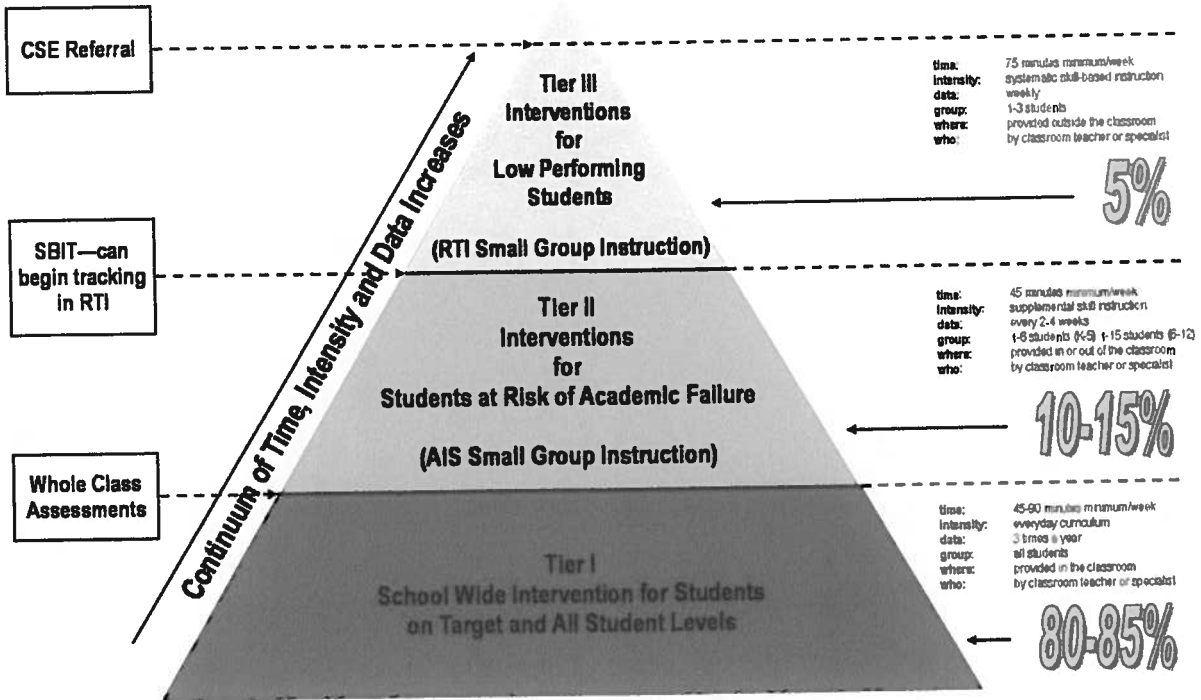 CSE Referral
Tier III
Interventions
for
Low Performing
Students
(RTI Small Group Instruction)
time: 75 minutes minimum/week
intensity: systematic skill-based instruction
data: weekly
group: 1-3 students
where: provided outside the classroom
who: by classroom teacher or specialist
5%
Continuum of Time, Intensity and Data Increases
SBIT—can
begin tracking
in RTI
Tier II
Interventions
for
Students at Risk of Academic Failure
(AIS Small Group Instruction)
time: 45 minutes minimum/week
intensity: supplemental skill instruction
data: every 2-4 weeks
group: 1-6 students (K-5) 1-15 students (6-12)
where: provided in or out of the classroom
who: by classroom teacher or specialist
10-15%
Whole Class
Assessments
Tier I
School Wide Intervention for Students
on Target and All Student Levels
time: 45-90 minutes minimum/week
intensity: everyday curriculum
data: 3 times a year
group: all students
where: provided in the classroom
who: by classroom teacher or specialist
80-85%